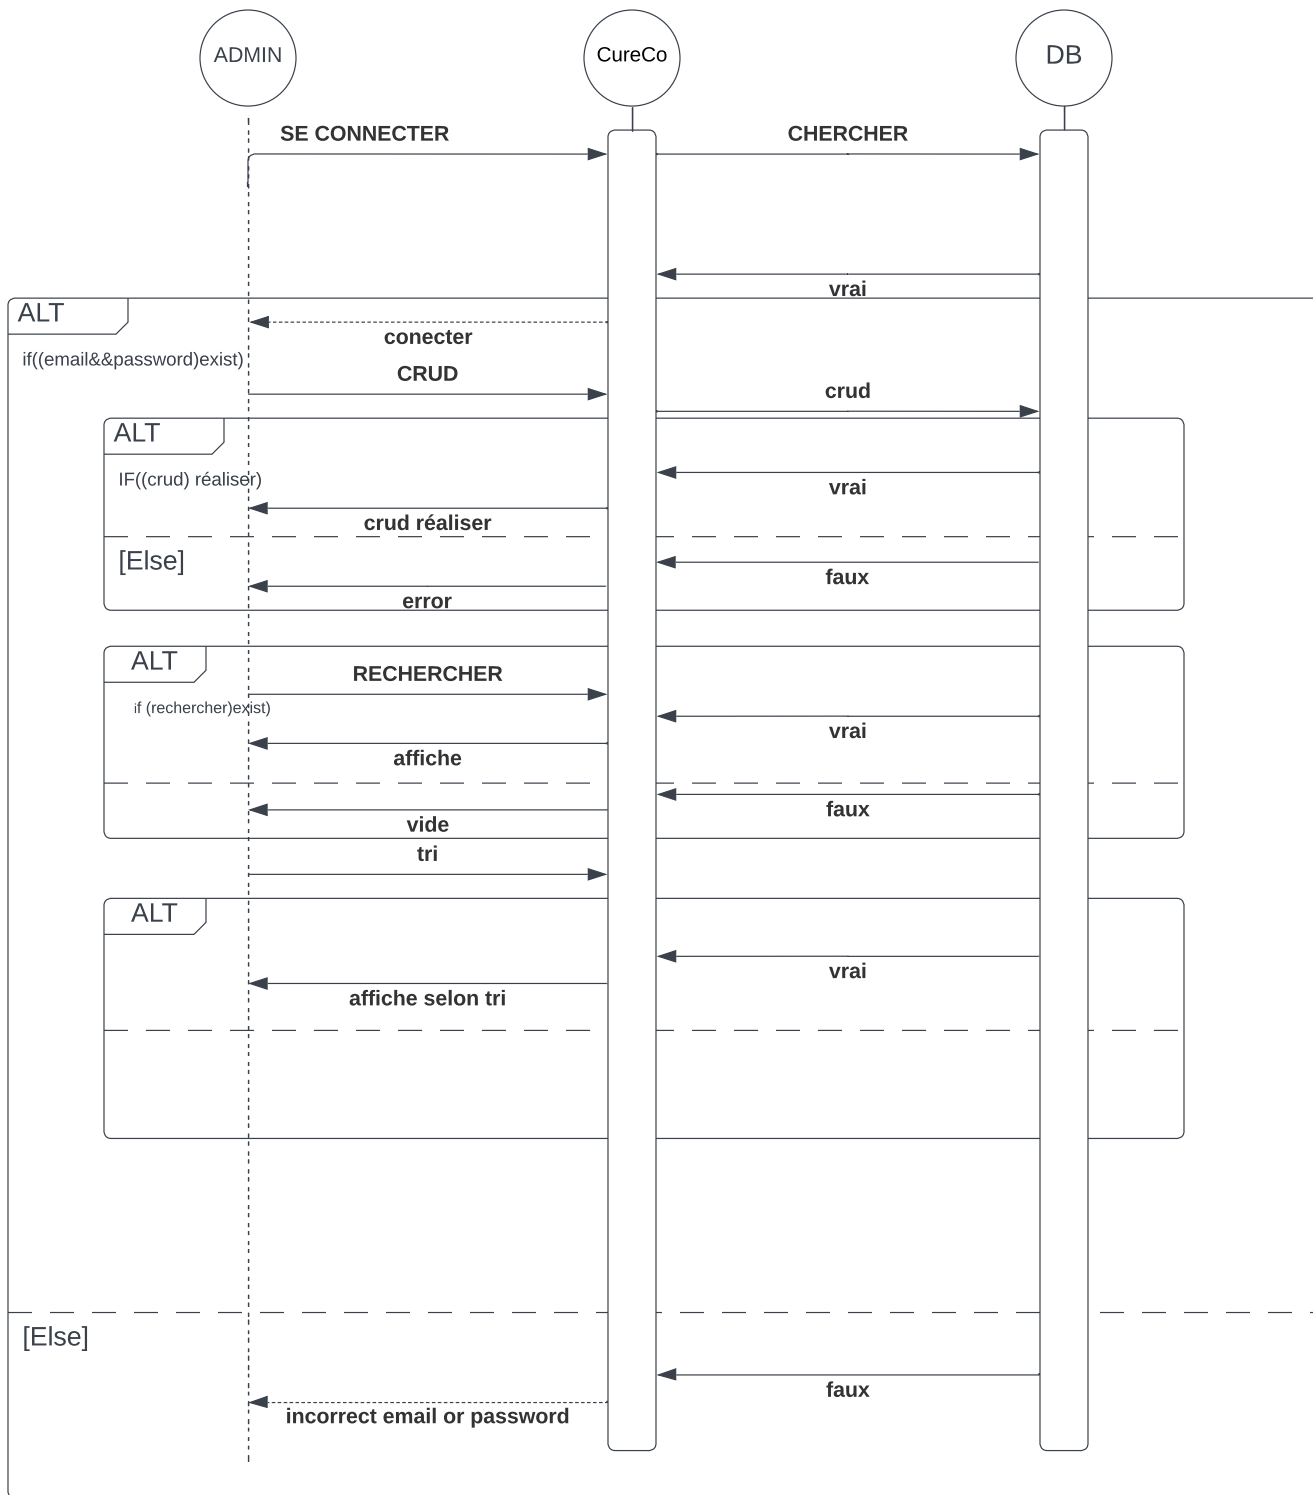 ADMIN
CureCo
DB
SE CONNECTER
CHERCHER
vrai
ALT
conecter
if((email&&password)exist)
CRUD
crud
ALT
IF((crud) réaliser)
vrai
crud réaliser
[Else]
faux
error
ALT
RECHERCHER
if (rechercher)exist)
vrai
affiche
faux
vide
tri
ALT
vrai
affiche selon tri
[Else]
faux
incorrect email or password